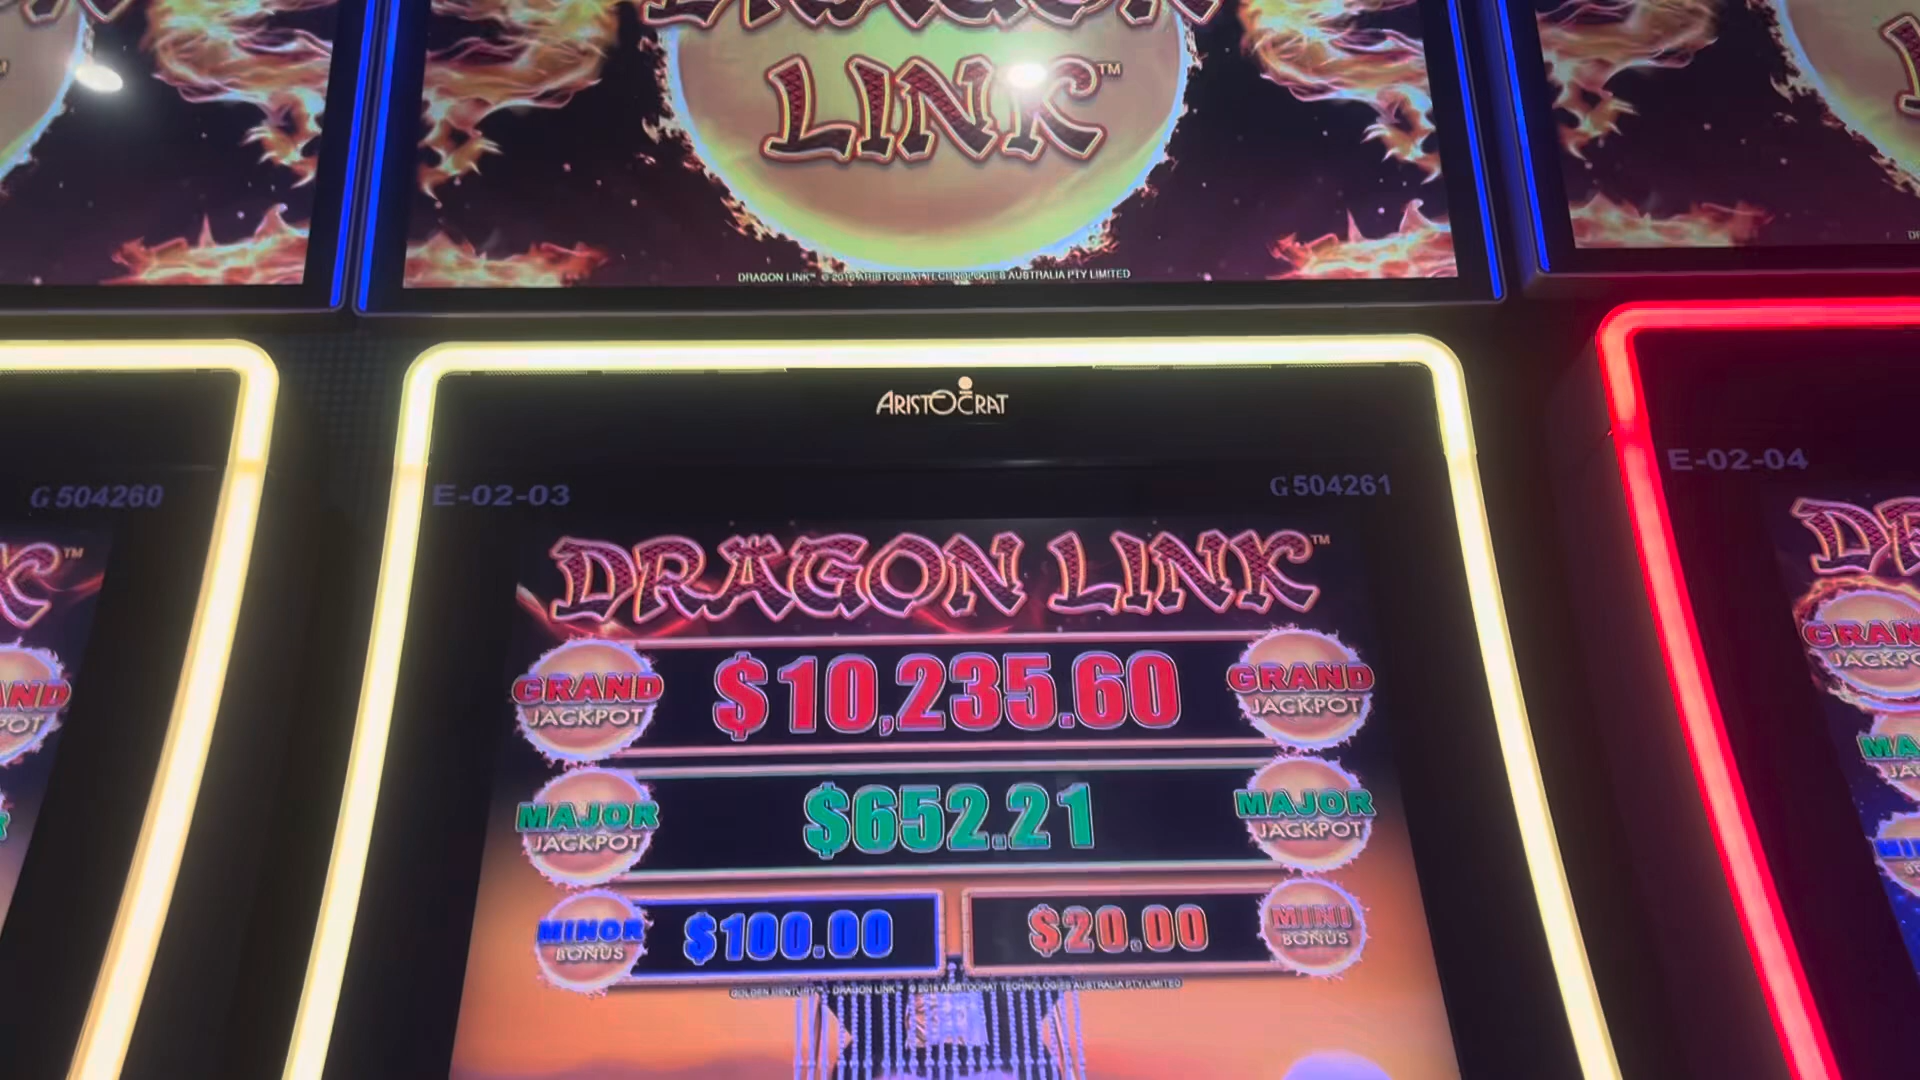 DRAGON
LINK™
DRAGON LINK™ © 2016 ARISTOCRAT TECHNOLOGIES AUSTRALIA PTY LIMITED
ARISTOCRAT
G504260
E-02-03
G504261
E-02-04
DRAGON LINK™
GRAND
JACKPOT
$10,235.60
GRAND
JACKPOT
MAJOR
JACKPOT
$652.21
MAJOR
JACKPOT
MINOR
BONUS
$100.00
$20.00
MINI
BONUS
GOLDEN CENTURY™ - DRAGON LINK™ © 2016 ARISTOCRAT TECHNOLOGIES AUSTRALIA PTY LIMITED